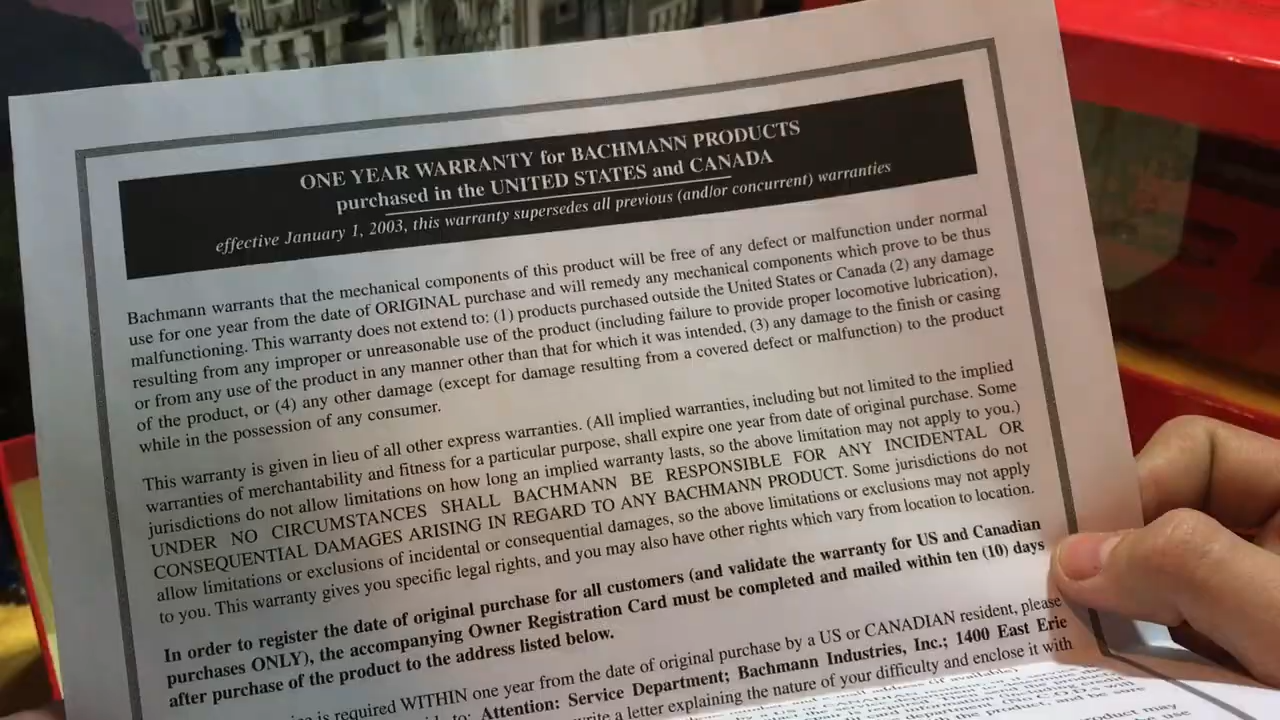 ONE YEAR WARRANTY for BACHMANN PRODUCTS
purchased in the UNITED STATES and CANADA
effective January 1, 2003, this warranty supersedes all previous (and/or concurrent) warranties
Bachmann warrants that the mechanical components of this product will be free of any defect or malfunction under normal
use for one year from the date of ORIGINAL purchase and will remedy any mechanical components which prove to be thus
malfunctioning. This warranty does not extend to: (1) products purchased outside the United States or Canada (2) any damage
resulting from any improper or unreasonable use of the product (including failure to provide proper locomotive lubrication),
or from any use of the product in any manner other than that for which it was intended, (3) any damage to the finish or casing
of the product, or (4) any other damage (except for damage resulting from a covered defect or malfunction) to the product
while in the possession of any consumer.
This warranty is given in lieu of all other express warranties. (All implied warranties, including but not limited to the implied
warranties of merchantability and fitness for a particular purpose, shall expire one year from date of original purchase. Some
jurisdictions do not allow limitations on how long an implied warranty lasts, so the above limitation may not apply to you.)
UNDER NO CIRCUMSTANCES SHALL BACHMANN BE RESPONSIBLE FOR ANY INCIDENTAL OR
CONSEQUENTIAL DAMAGES ARISING IN REGARD TO ANY BACHMANN PRODUCT. Some jurisdictions do not
allow limitations or exclusions of incidental or consequential damages, so the above limitations or exclusions may not apply
to you. This warranty gives you specific legal rights, and you may also have other rights which vary from location to location.
In order to register the date of original purchase for all customers (and validate the warranty for US and Canadian
purchases ONLY), the accompanying Owner Registration Card must be completed and mailed within ten (10) days
after purchase of the product to the address listed below.
is required WITHIN one year from the date of original purchase by a US or CANADIAN resident, please
to: Attention: Service Department; Bachmann Industries, Inc.; 1400 East Erie
a letter explaining the nature of your difficulty and enclose it with